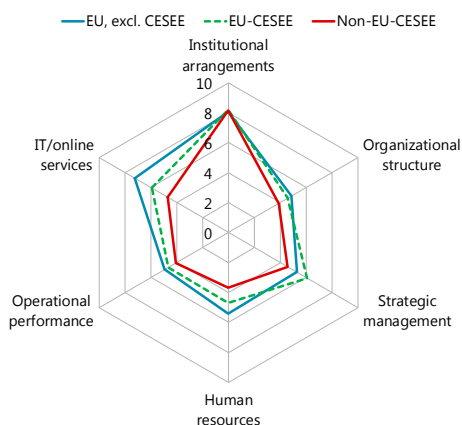 EU, excl. CESEE EU-CESEE Non-EU-CESEE
Institutional
arrangements
10
8
6
4
2
0
IT/online
services
Organizational
structure
Operational
performance
Strategic
management
Human
resources